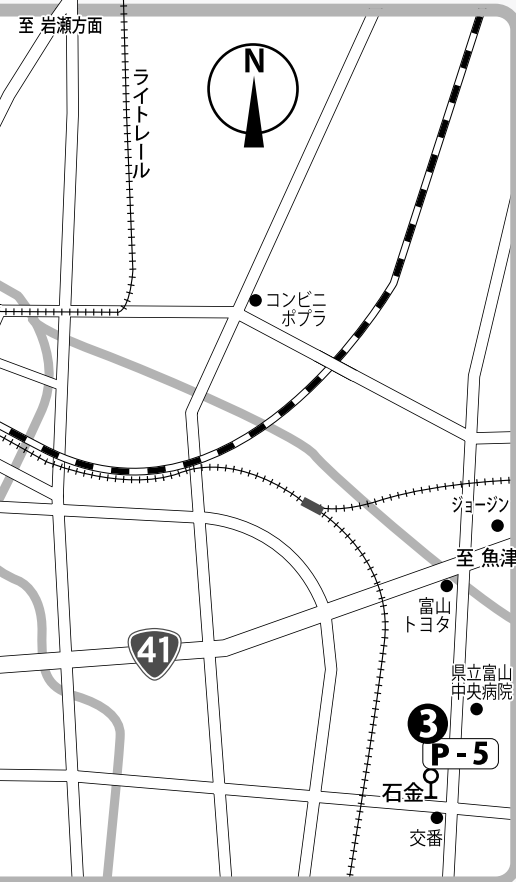 至 岩瀬方面
ライトレール
N
コンビニ
ポプラ
ジョージン
至 魚津
富山
トヨタ
41
県立富山
中央病院
3
P - 5
石金
交番